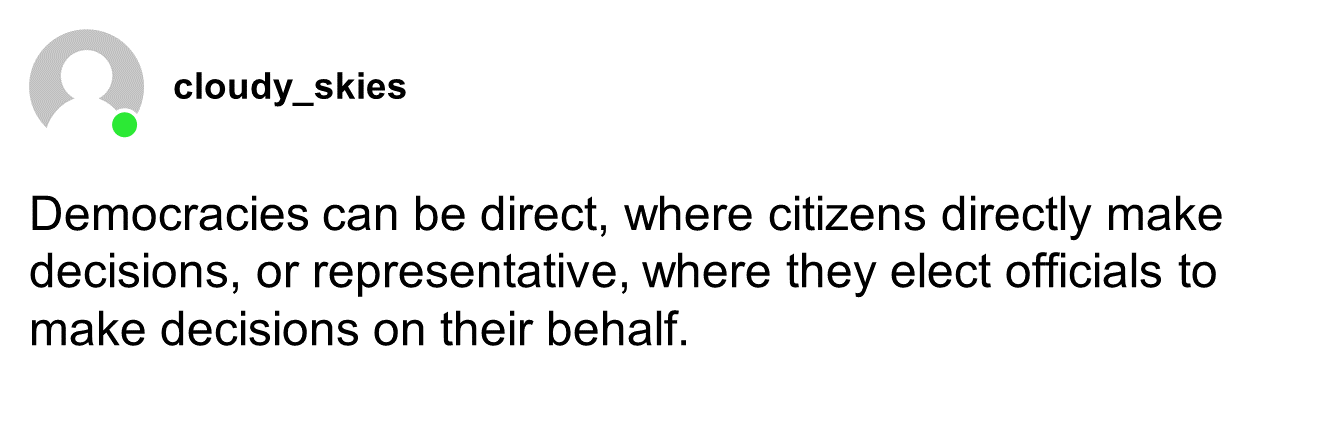 cloudy_skies
Democracies can be direct, where citizens directly make
decisions, or representative, where they elect officials to
make decisions on their behalf.